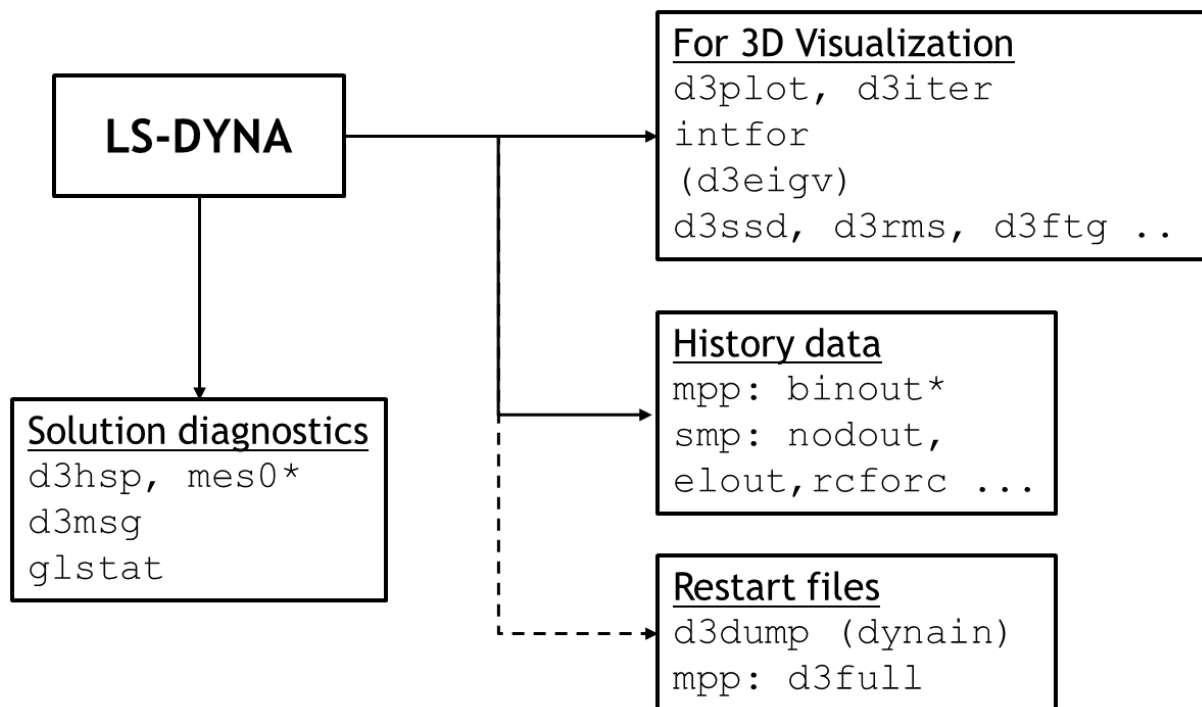 LS-DYNA
For 3D Visualization
d3plot, d3iter
intfor
(d3eigv)
d3ssd, d3rms, d3ftg ..
History data
mpp: binout*
smp: nodout,
elout,rcforc ...
Solution diagnostics
d3hsp, mes0*
d3msg
glstat
Restart files
d3dump (dynain)
mpp: d3full